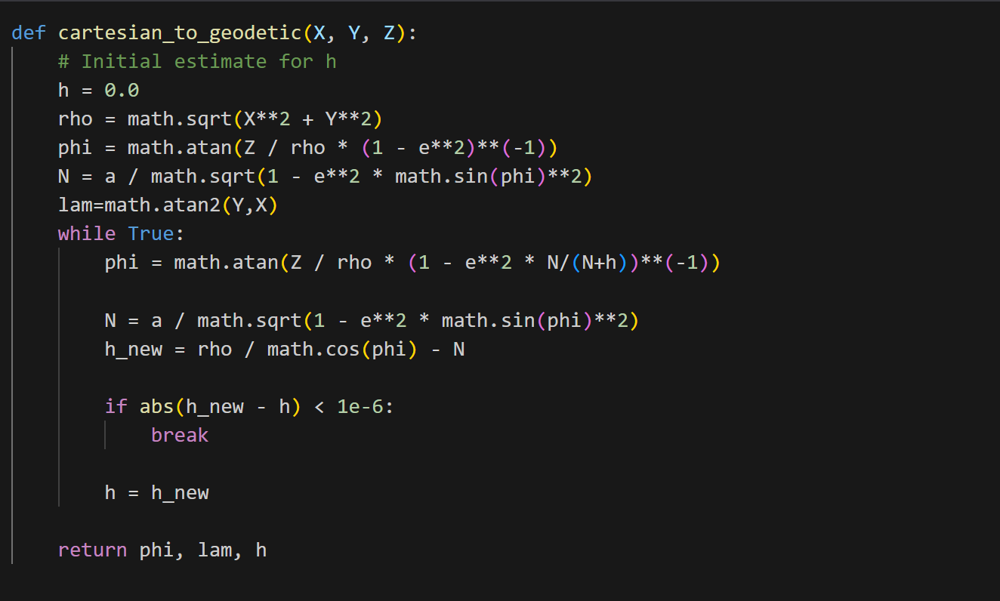 def cartesian_to_geodetic(X, Y, Z):
    # Initial estimate for h
    h = 0.0
    rho = math.sqrt(X**2 + Y**2)
    phi = math.atan(Z / rho * (1 - e**2)**(-1))
    N = a / math.sqrt(1 - e**2 * math.sin(phi)**2)
    lam=math.atan2(Y,X)
    while True:
        phi = math.atan(Z / rho * (1 - e**2 * N/(N+h))**(-1))

        N = a / math.sqrt(1 - e**2 * math.sin(phi)**2)
        h_new = rho / math.cos(phi) - N

        if abs(h_new - h) < 1e-6:
            break

        h = h_new

    return phi, lam, h